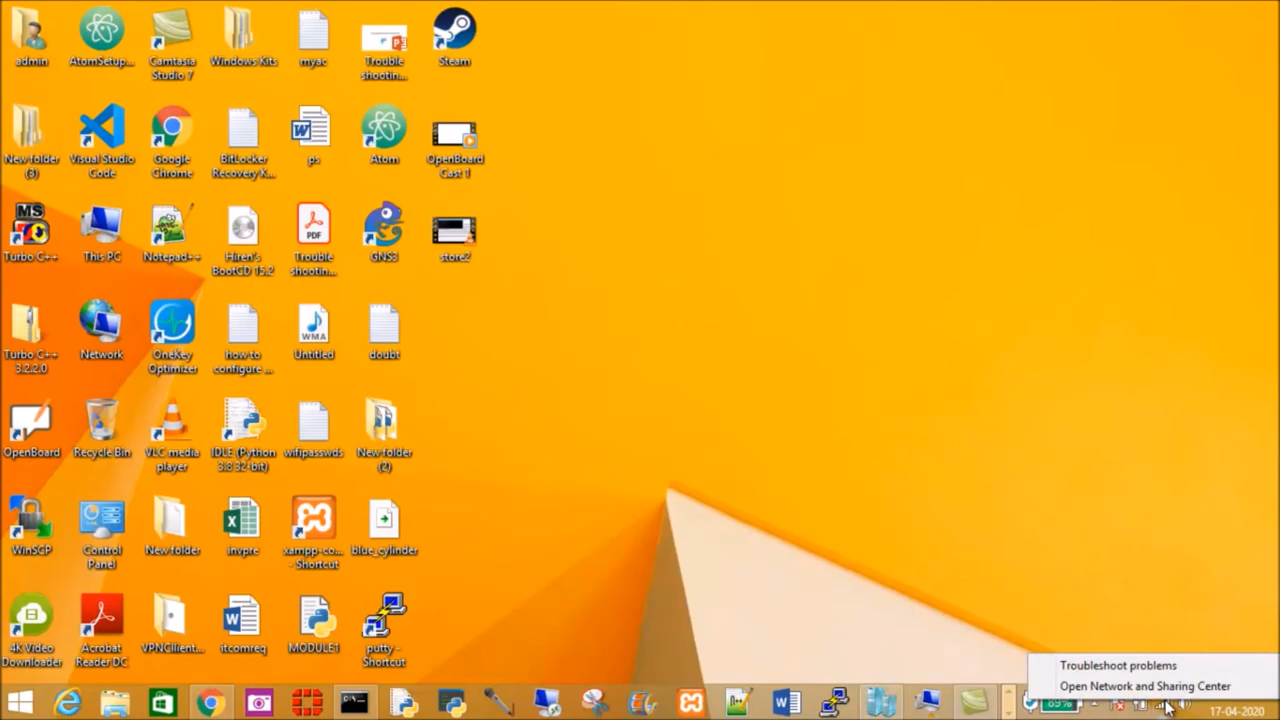 admin
AtomSetup...
Camtasia
Studio 7
Windows Kits
myac
Trouble
shootin...
Steam
New folder
(3)
Visual Studio
Code
Google
Chrome
BitLocker
Recovery K...
ps
Atom
OpenBoard
Cast 1
MS
Turbo C++
This PC
Notepad++
Hiren's
BootCD 15.2
PDF
Trouble
shootin...
GNS3
store2
Turbo C++
3.2.2.0
Network
OneKey
Optimizer
how to
configure ...
WMA
Untitled
doubt
OpenBoard
Recycle Bin
VLC media
player
IDLE (Python
3.8 32-bit)
wifipasswds
New folder
(2)
WinSCP
Control
Panel
New folder
invpre
xampp-co...
- Shortcut
blue_cylinder
4K Video
Downloader
Acrobat
Reader DC
VPNCllient...
itcomreq
MODULE1
putty -
Shortcut
Troubleshoot problems
Open Network and Sharing Center
89%
17-04-2020